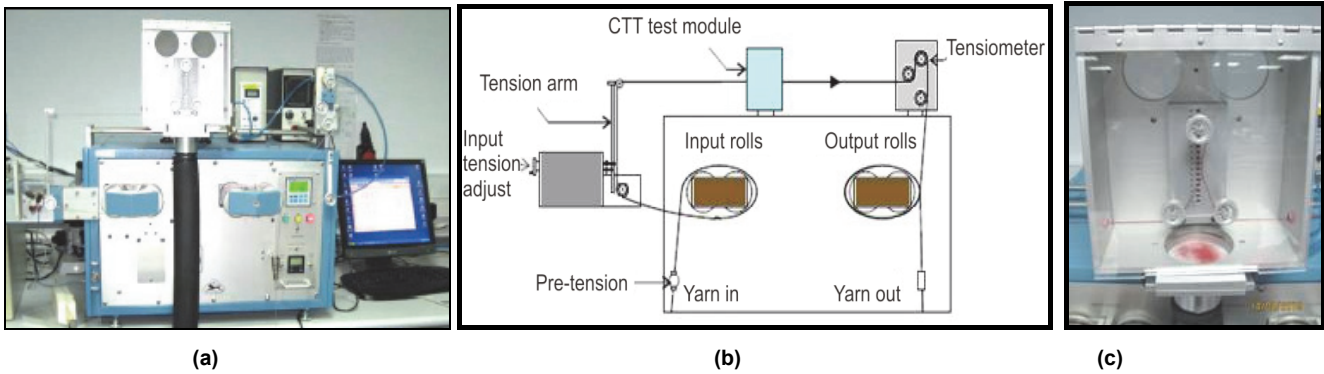 CTT test module
Tensiometer
Tension arm
Input
tension
adjust
Input rolls
Output rolls
Pre-tension
Yarn in
Yarn out
(a)
(b)
(c)